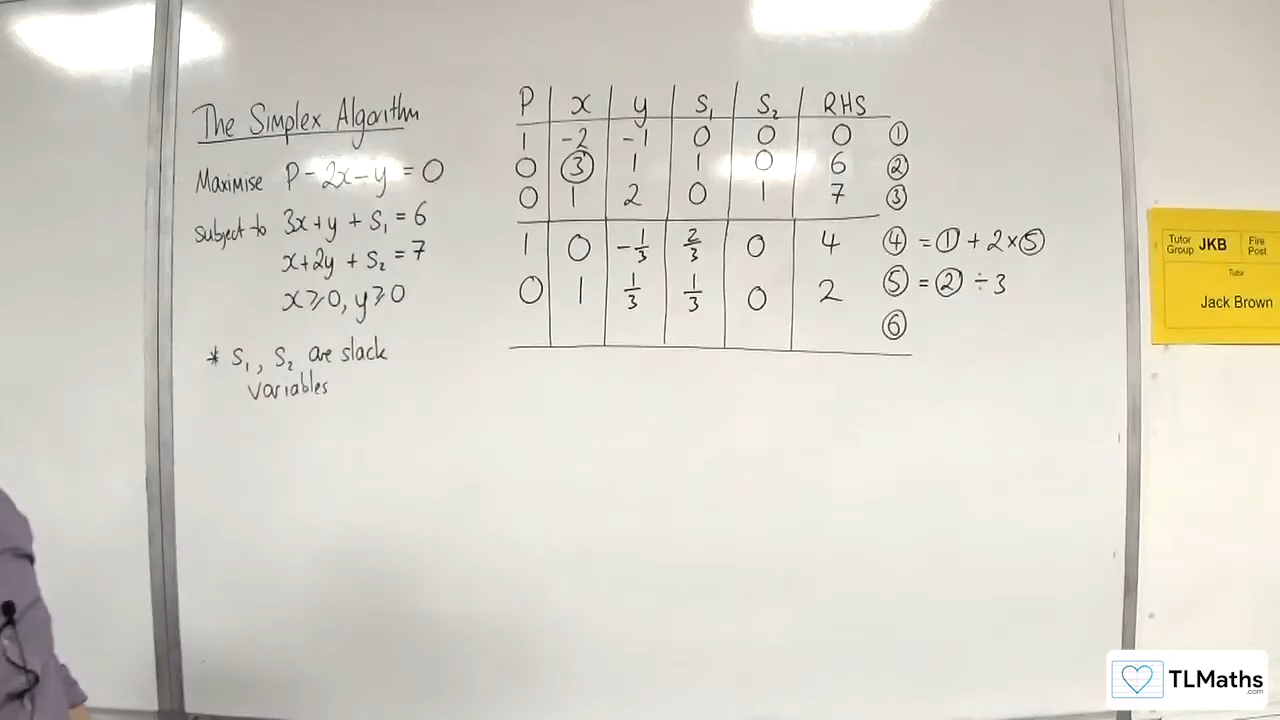 The Simplex Algorithm
Maximise P - 2x - y = 0
Subject to 3x + y + S₁ = 6
x + 2y + S₂ = 7
x ⩾ 0, y ⩾ 0
* S₁, S₂ are slack
variables
P x y S₁ S₂ RHS
1 -2 -1 0 0 0 ①
0 ③ 1 1 0 6 ②
0 1 2 0 1 7 ③
1 0 -1/3 2/3 0 4 ④ = ① + 2×⑤
0 1 1/3 1/3 0 2 ⑤ = ② ÷ 3
⑥
Tutor Group JKB Fire Post
Tutor
Jack Brown
TLMaths
.com